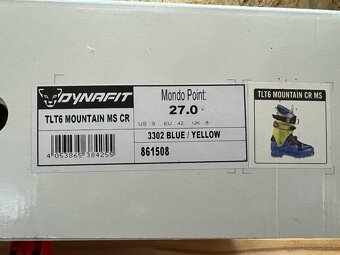 DYNAFIT
TLT6 MOUNTAIN MS CR
4 053865 384255
Mondo Point:
27.0
US : 9 EU : 42 UK : 8
3302 BLUE / YELLOW
861508
TLT6 MOUNTAIN CR MS